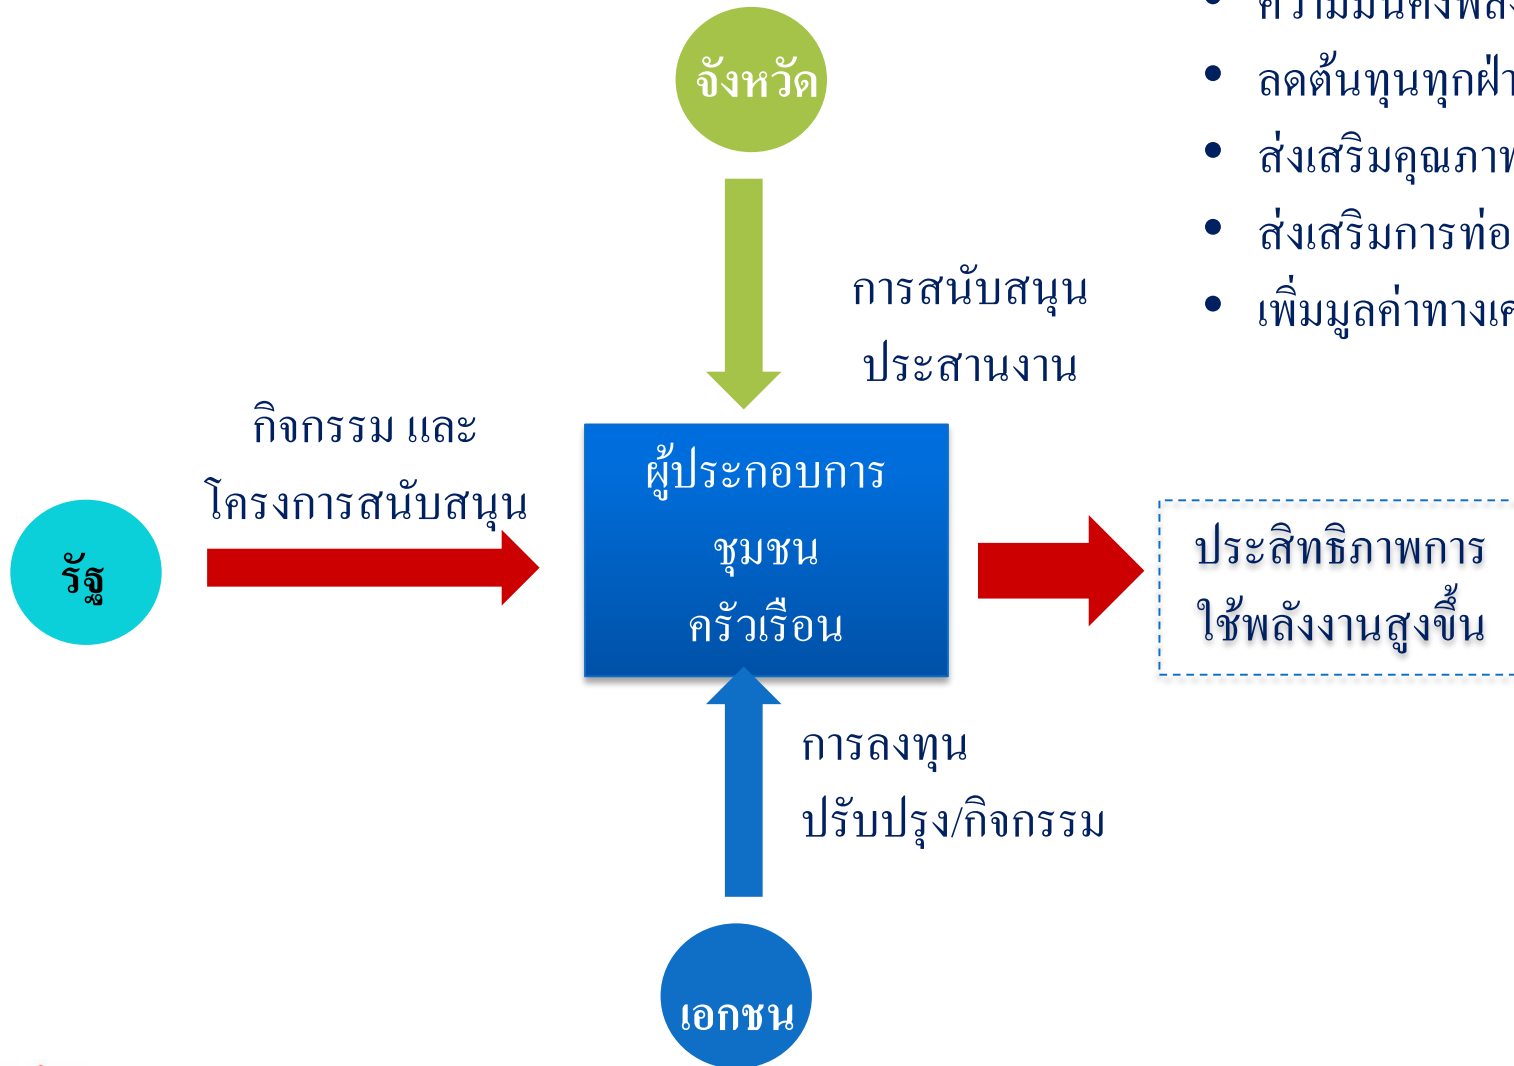 จังหวัด
ลดต้นทุนทุกฝ่า
ส่งเสริมคุณภาพ
ส่งเสริมการท่อ
เพิ่มมูลค่าทางเศ
การสนับสนุน
ประสานงาน
กิจกรรม และ
โครงการสนับสนุน
รัฐ
ผู้ประกอบการ
ชุมชน
ครัวเรือน
ประสิทธิภาพการ
ใช้พลังงานสูงขึ้น
การลงทุน
ปรับปรุง/กิจกรรม
เอกชน